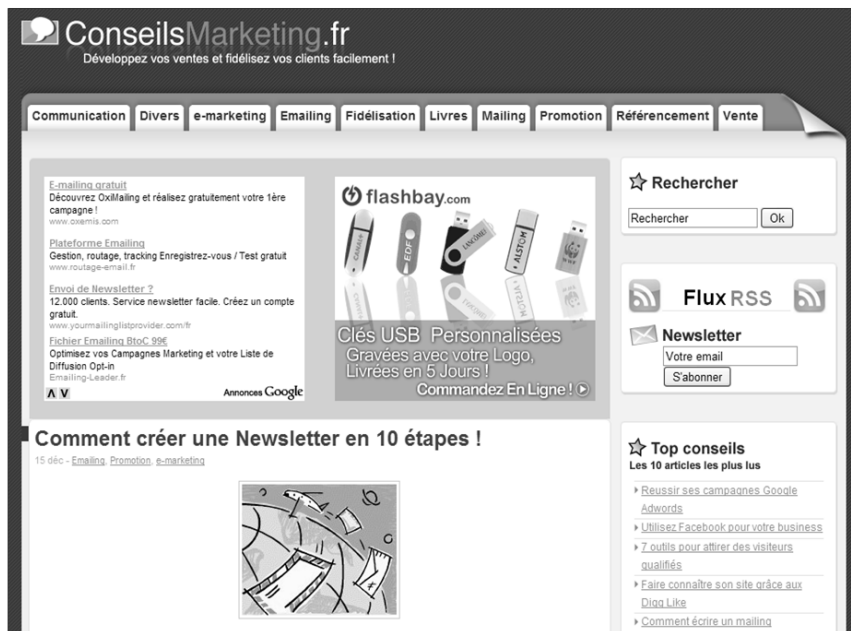 ConseilsMarketing.fr
Développez vos ventes et fidélisez vos clients facilement !
Communication Divers e-marketing Emailing Fidélisation Livres Mailing Promotion Référencement Vente
E-mailing gratuit
Découvrez OxiMailing et réalisez gratuitement votre 1ère
campagne !
www.oxemis.com
Plateforme Emailing
Gestion, routage, tracking Enregistrez-vous / Test gratuit
www.routage-email.fr
Envoi de Newsletter ?
12.000 clients. Service newsletter facile. Créez un compte
gratuit.
www.yourmailinglistprovider.com/fr
Fichier Emailing BtoC 99€
Optimisez vos Campagnes Marketing et votre Liste de
Diffusion Opt-in
Emailing-Leader.fr
Annonces Google
flashbay.com
CANAL+
EDF
LANCOME
ALSTOM
WWF
Clés USB Personnalisées
Gravées avec votre Logo,
Livrées en 5 Jours !
Commandez En Ligne !
Rechercher
Rechercher Ok
Flux RSS
Newsletter
Votre email
S'abonner
Comment créer une Newsletter en 10 étapes !
15 déc - Emailing, Promotion, e-marketing
Top conseils
Les 10 articles les plus lus
Reussir ses campagnes Google
Adwords
Utilisez Facebook pour votre business
7 outils pour attirer des visiteurs
qualifiés
Faire connaître son site grâce aux
Digg Like
Comment écrire un mailing